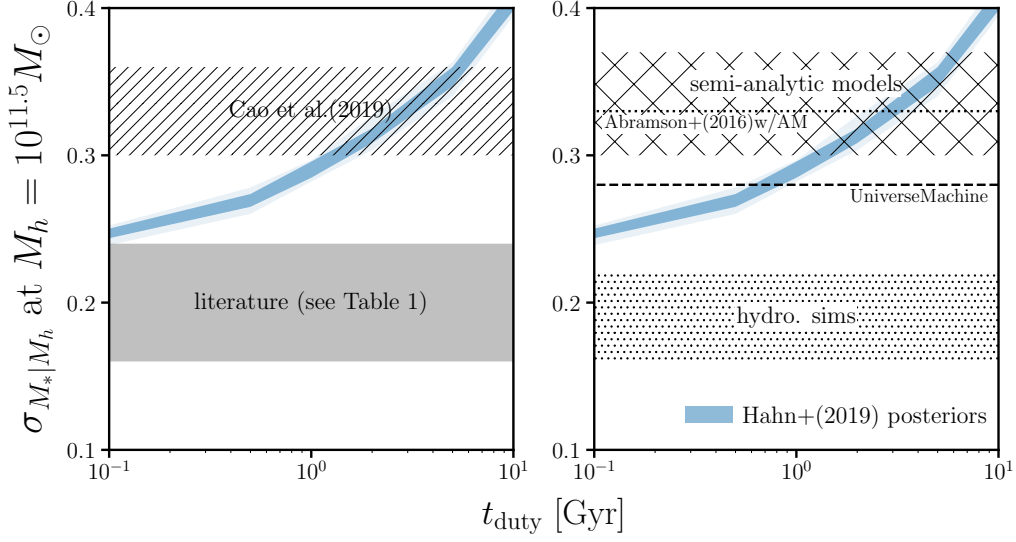 σ_{M_*|M_h} at M_h = 10^{11.5} M_⊙
0.4
0.3
0.2
0.1
Cao et al.(2019)
literature (see Table 1)
10^{-1}
10^{0}
10^{1}
0.4
0.3
0.2
0.1
semi-analytic models
Abramson+(2016)w/AM
UniverseMachine
hydro. sims
Hahn+(2019) posteriors
10^{-1}
10^{0}
10^{1}
t_{duty} [Gyr]